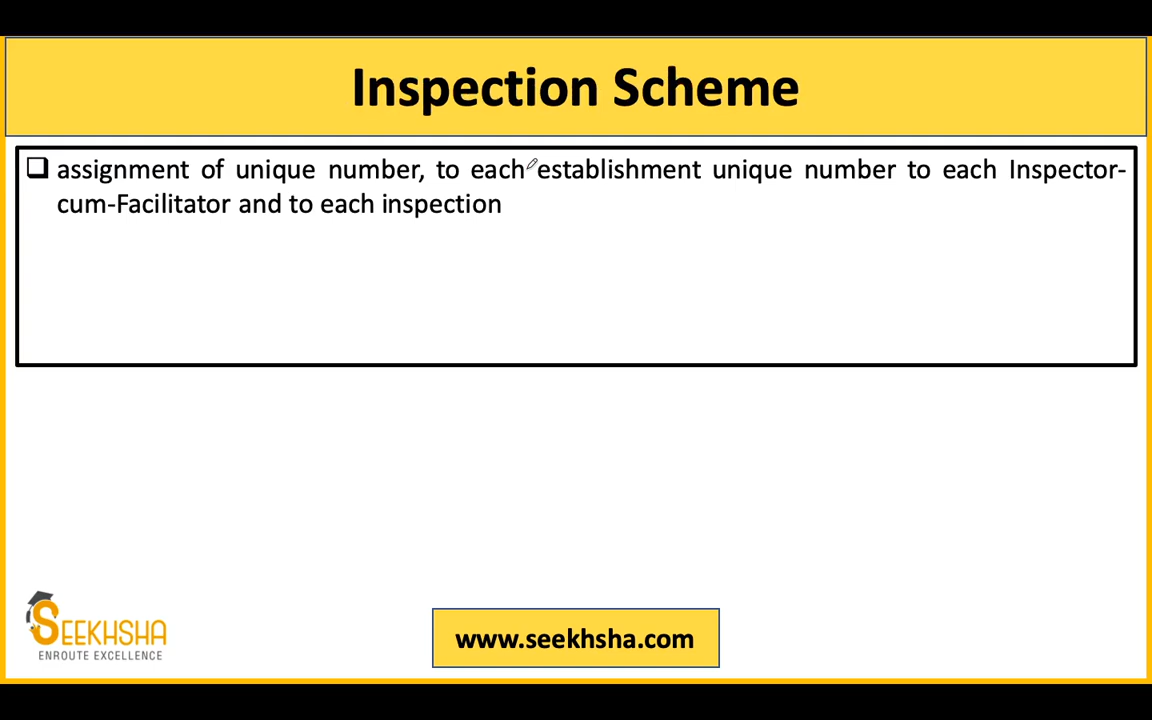 Inspection Scheme
❑ assignment of unique number, to each establishment unique number to each Inspector-
cum-Facilitator and to each inspection
SEEKHSHA
ENROUTE EXCELLENCE
www.seekhsha.com